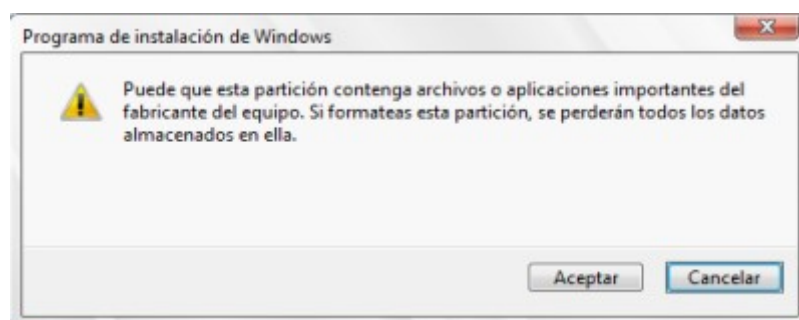 Programa de instalación de Windows
Puede que esta partición contenga archivos o aplicaciones importantes del
fabricante del equipo. Si formateas esta partición, se perderán todos los datos
almacenados en ella.
Aceptar
Cancelar